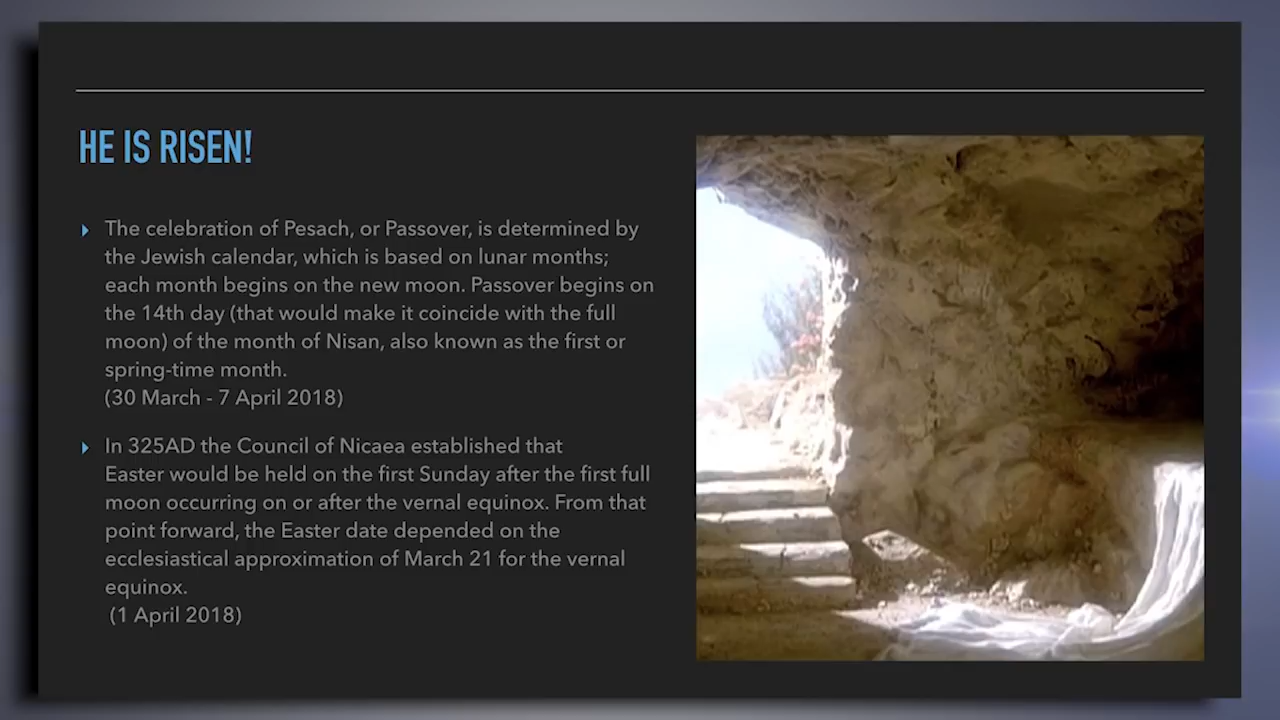 HE IS RISEN!
The celebration of Pesach, or Passover, is determined by
the Jewish calendar, which is based on lunar months;
each month begins on the new moon. Passover begins on
the 14th day (that would make it coincide with the full
moon) of the month of Nisan, also known as the first or
spring-time month.
(30 March - 7 April 2018)
In 325AD the Council of Nicaea established that
Easter would be held on the first Sunday after the first full
moon occurring on or after the vernal equinox. From that
point forward, the Easter date depended on the
ecclesiastical approximation of March 21 for the vernal
equinox.
(1 April 2018)